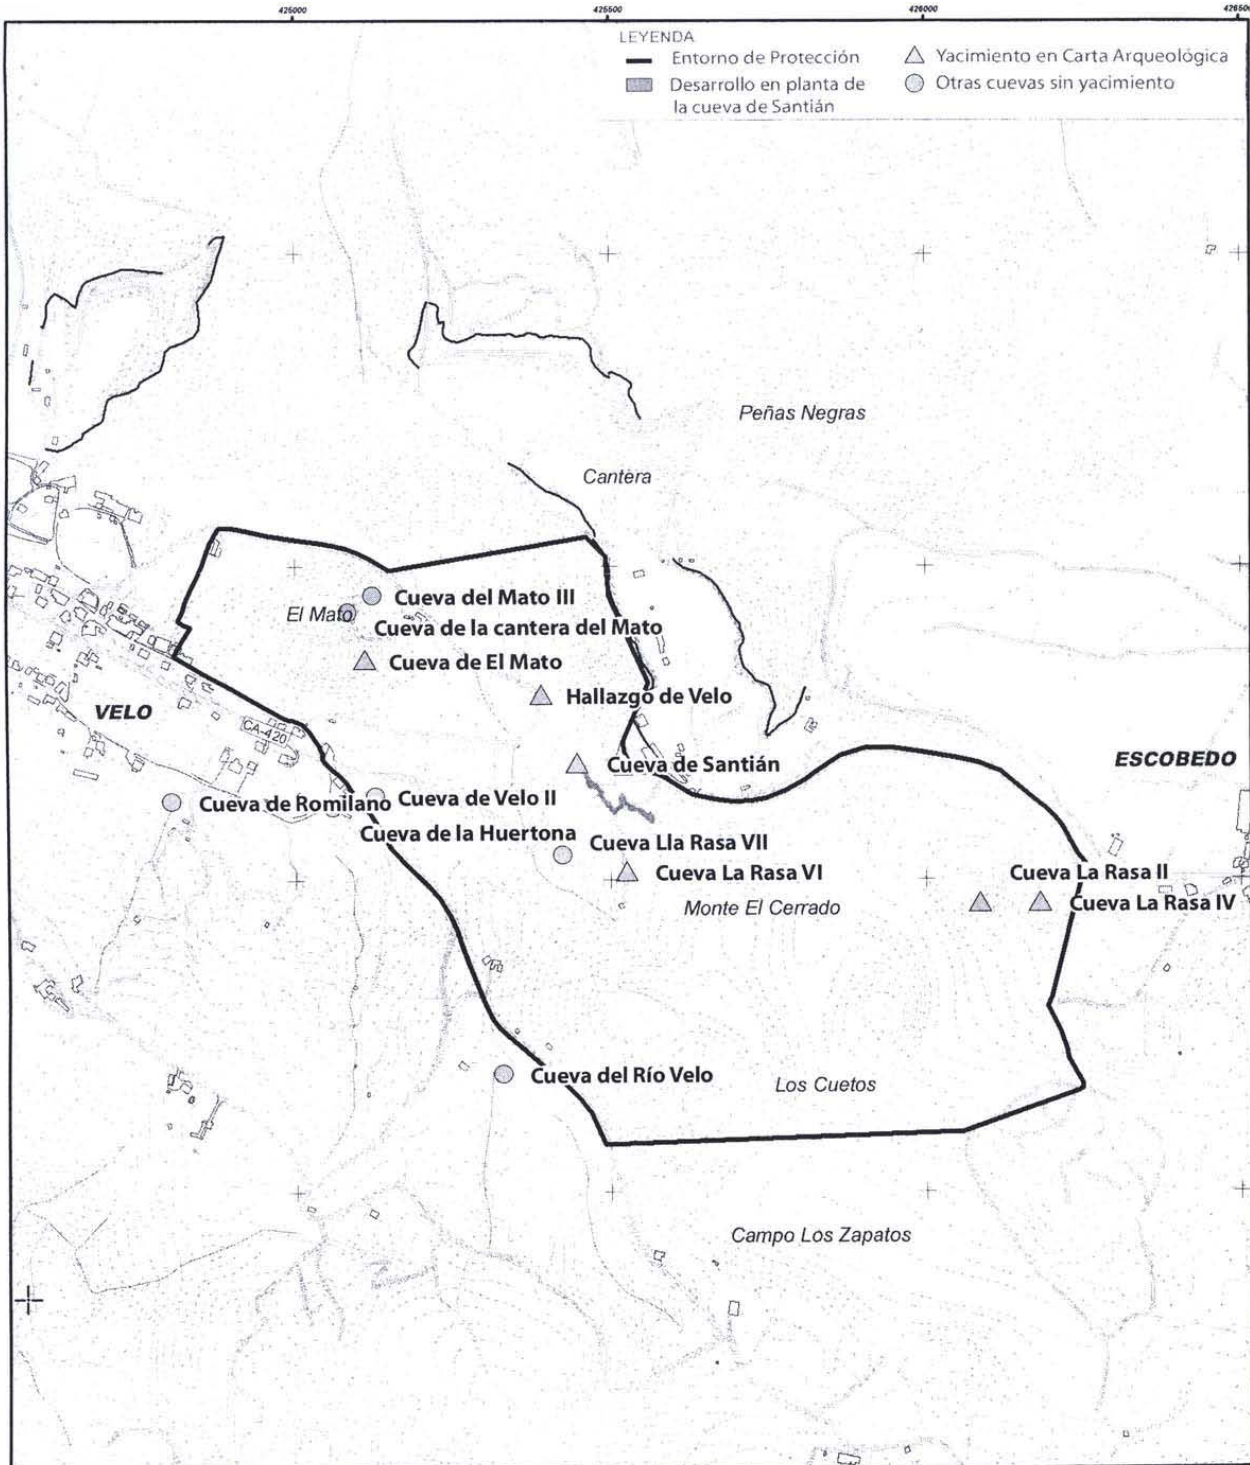 425000
425500
426000
426500
LEYENDA
Entorno de Protección
Yacimiento en Carta Arqueológica
Desarrollo en planta de
la cueva de Santián
Otras cuevas sin yacimiento
Peñas Negras
Cantera
El Mato
Cueva del Mato III
Cueva de la cantera del Mato
Cueva de El Mato
Hallazgo de Velo
VELO
CA-420
Cueva de Santián
ESCOBEDO
Cueva de Romilano
Cueva de Velo II
Cueva de la Huertona
Cueva Lla Rasa VII
Cueva La Rasa VI
Cueva La Rasa II
Cueva La Rasa IV
Monte El Cerrado
Cueva del Río Velo
Los Cuetos
Campo Los Zapatos